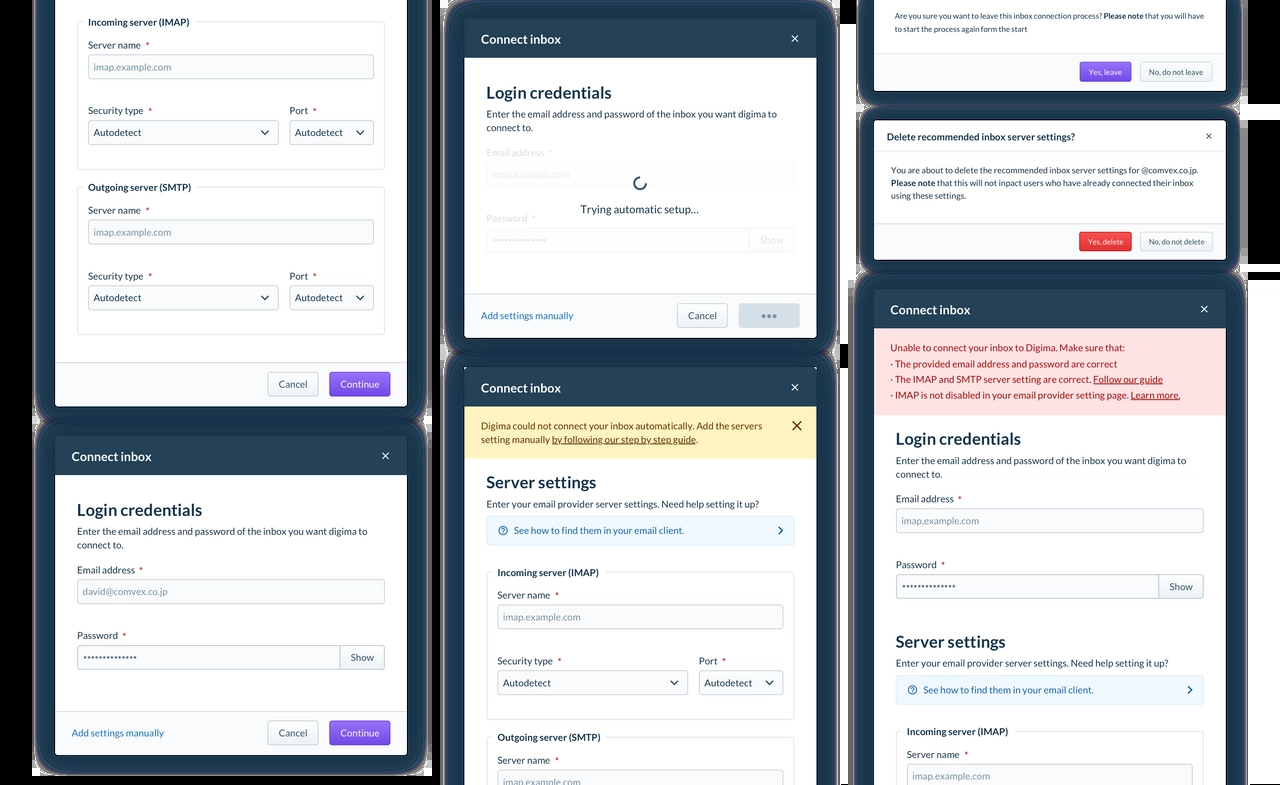 Incoming server (IMAP)
Server name *
imap.example.com
Security type * Port *
Autodetect Autodetect
Outgoing server (SMTP)
Server name *
imap.example.com
Security type * Port *
Autodetect Autodetect
Cancel Continue
Connect inbox
Login credentials
Enter the email address and password of the inbox you want digima to
connect to.
Email address *
david@comvex.co.jp
Password *
•••••••••••••• Show
Add settings manually Cancel Continue
Connect inbox
Login credentials
Enter the email address and password of the inbox you want digima to
connect to.
Email address *
imap.example.com
Trying automatic setup...
Password *
•••••••••••••• Show
Add settings manually Cancel •••
Connect inbox
Digima could not connect your inbox automatically. Add the servers
setting manually by following our step by step guide.
Server settings
Enter your email provider server settings. Need help setting it up?
See how to find them in your email client.
Incoming server (IMAP)
Server name *
imap.example.com
Security type * Port *
Autodetect Autodetect
Outgoing server (SMTP)
Server name *
imap.example.com
Are you sure you want to leave this inbox connection process? Please note that you will have
to start the process again form the start
Yes, leave No, do not leave
Delete recommended inbox server settings?
You are about to delete the recommended inbox server settings for @comvex.co.jp.
Please note that this will not inpact users who have already connected their inbox
using these settings.
Yes, delete No, do not delete
Connect inbox
Unable to connect your inbox to Digima. Make sure that:
· The provided email address and password are correct
· The IMAP and SMTP server setting are correct. Follow our guide
· IMAP is not disabled in your email provider setting page. Learn more.
Login credentials
Enter the email address and password of the inbox you want digima to
connect to.
Email address *
imap.example.com
Password *
•••••••••••••• Show
Server settings
Enter your email provider server settings. Need help setting it up?
See how to find them in your email client.
Incoming server (IMAP)
Server name *
imap.example.com